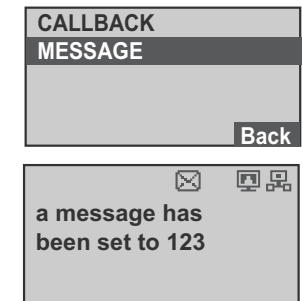 CALLBACK
MESSAGE
Back
a message has
been set to 123